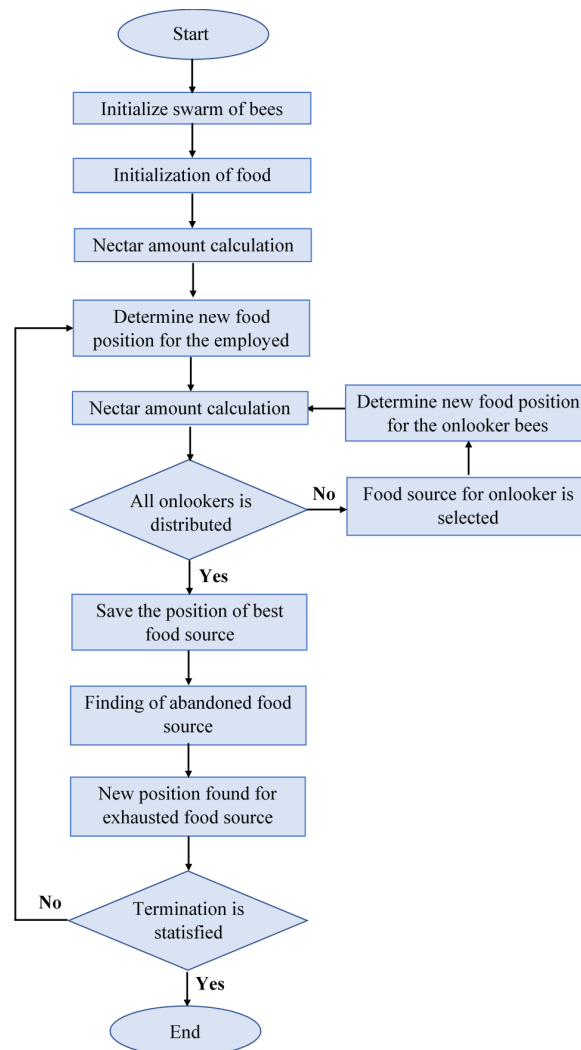 Start
Initialize swarm of bees
Initialization of food
Nectar amount calculation
Determine new food
position for the employed
Nectar amount calculation
Determine new food position
for the onlooker bees
All onlookers is
distributed
No
Food source for onlooker is
selected
Yes
Save the position of best
food source
Finding of abandoned food
source
New position found for
exhausted food source
No
Termination is
statisfied
Yes
End